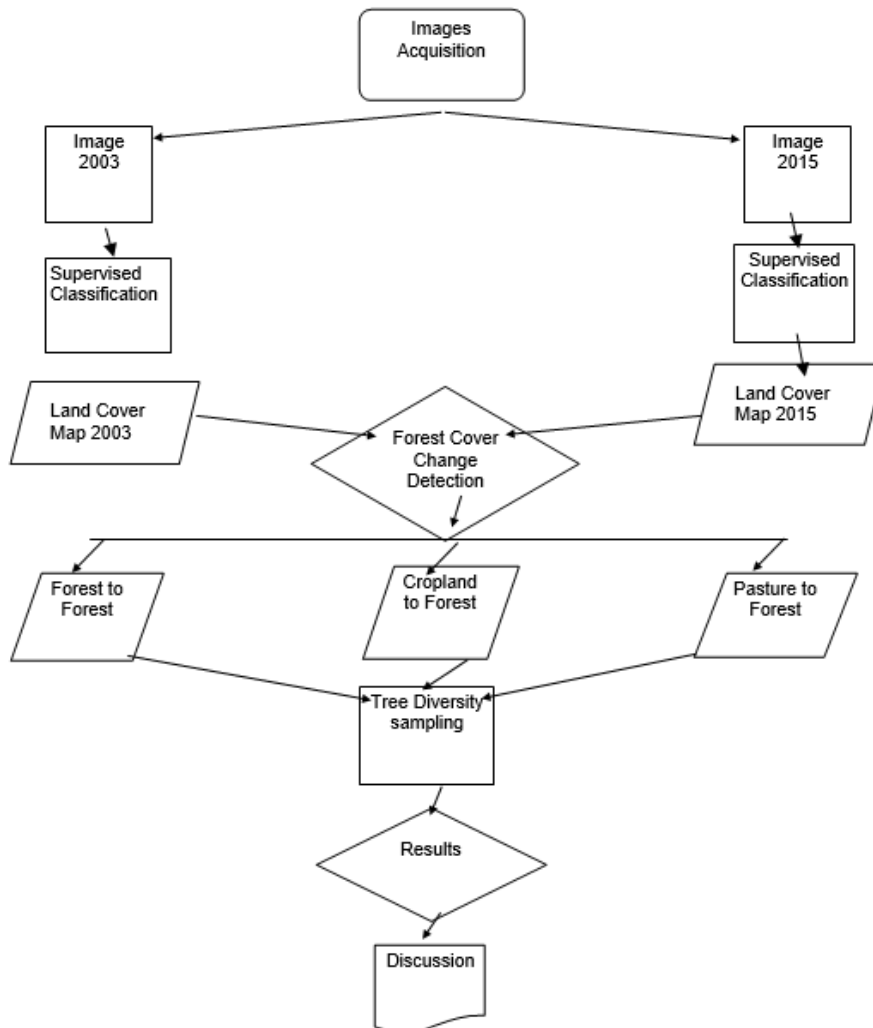 Images
Acquisition
Image
2003
Image
2015
Supervised
Classification
Supervised
Classification
Land Cover
Map 2003
Land Cover
Map 2015
Forest Cover
Change
Detection
Forest to
Forest
Cropland
to Forest
Pasture to
Forest
Tree Diversity
sampling
Results
Discussion